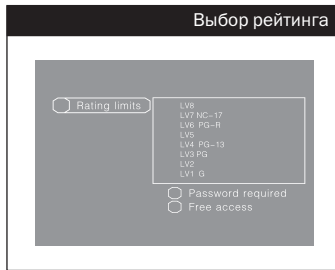 Выбор рейтинга
Rating limits
LV8
LV7 NC-17
LV6 PG-R
LV5
LV4 PG-13
LV3 PG
LV2
LV1 G
Password required
Free access